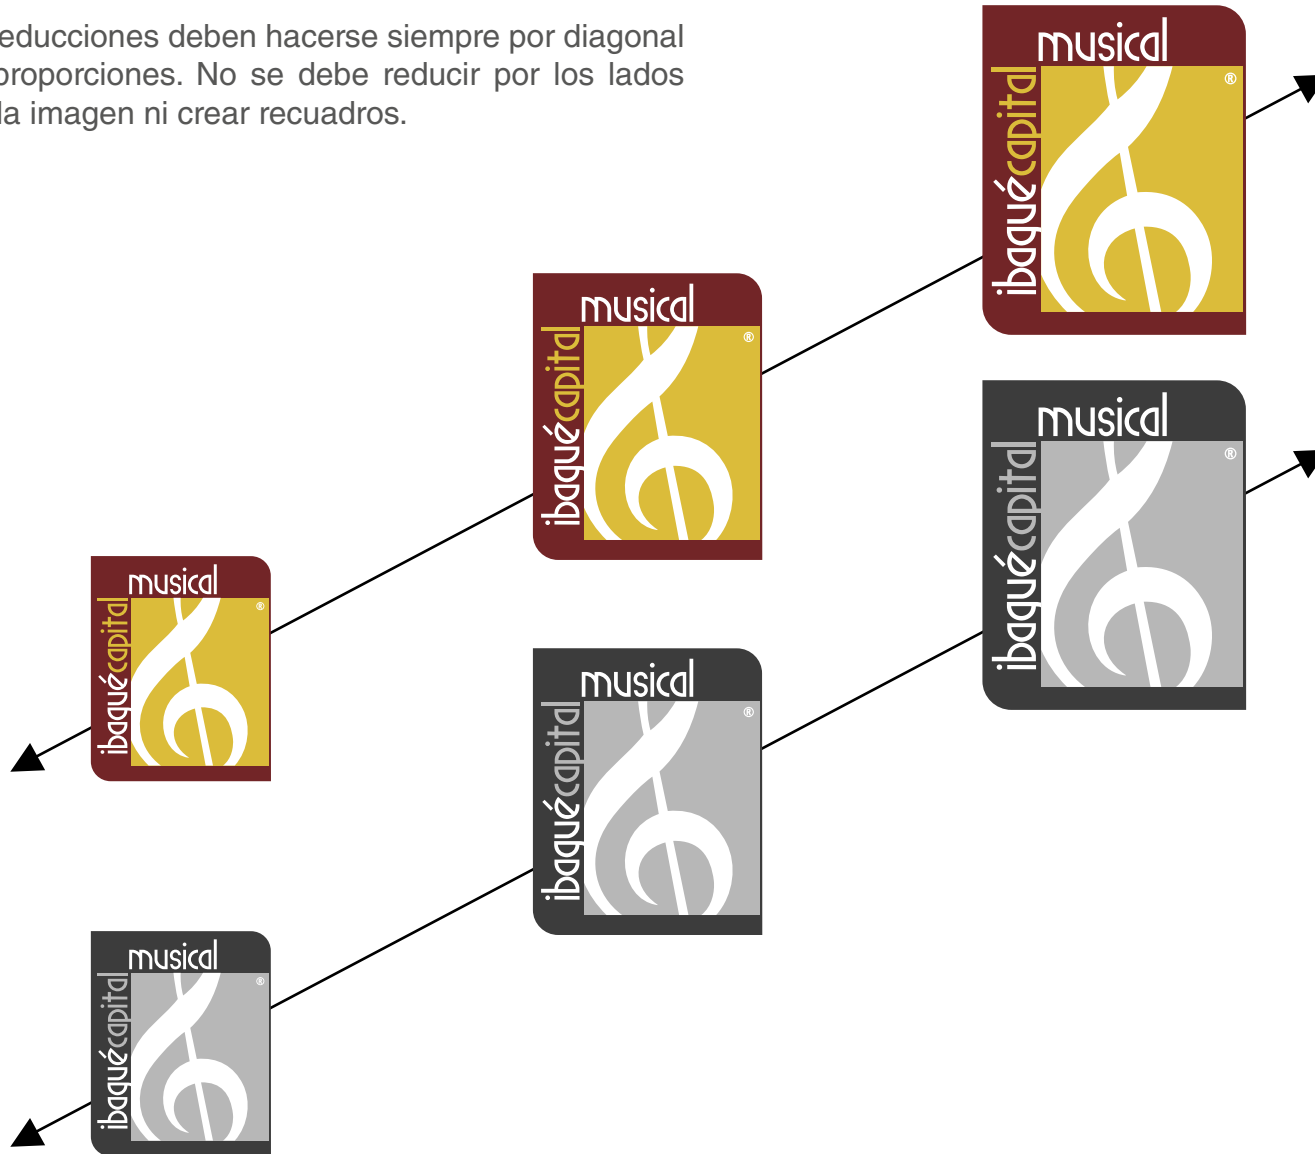 educciones deben hacerse siempre por diagonal
proporciones. No se debe reducir por los lados
la imagen ni crear recuadros.
musical
ibaguécapital
®
musical
ibaguécapital
®
musical
ibaguécapital
®
musical
ibaguécapital
®
musical
ibaguécapital
®
musical
ibaguécapital
®